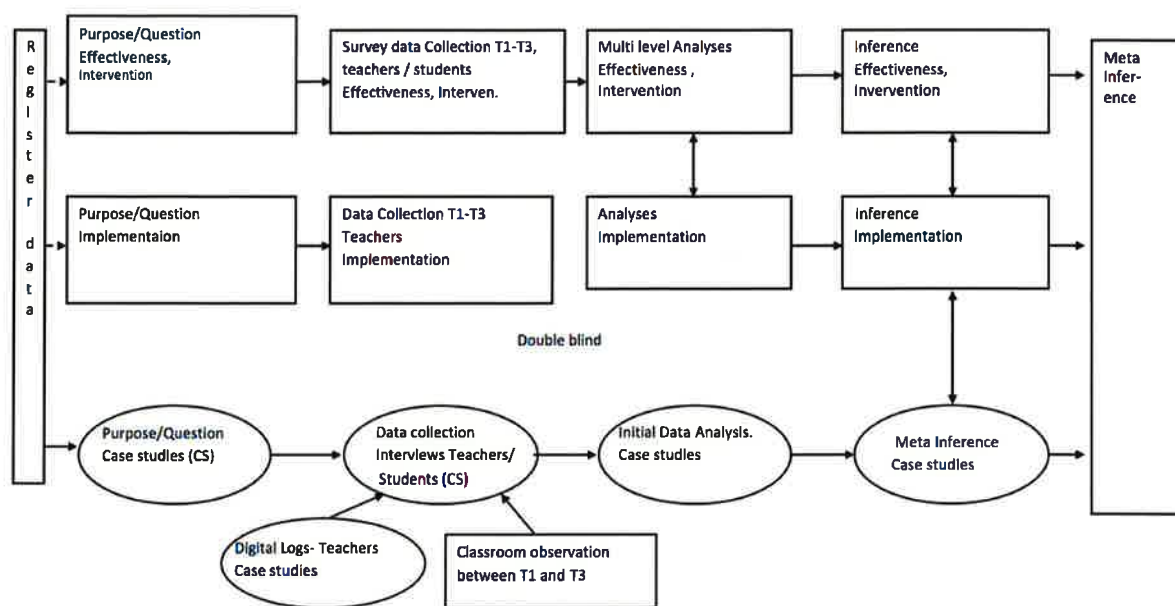 Register data
Purpose/Question
Effectiveness,
Intervention
Survey data Collection T1-T3,
teachers / students
Effectiveness, Interven.
Multi level Analyses
Effectiveness ,
Intervention
Inference
Effectiveness,
Invervention
Meta
Infer-
ence
Purpose/Question
Implementaion
Data Collection T1-T3
Teachers
Implementation
Analyses
Implementation
Inference
Implementation
Double blind
Purpose/Question
Case studies (CS)
Data collection
Interviews Teachers/
Students (CS)
Initial Data Analysis.
Case studies
Meta Inference
Case studies
Digital Logs- Teachers
Case studies
Classroom observation
between T1 and T3